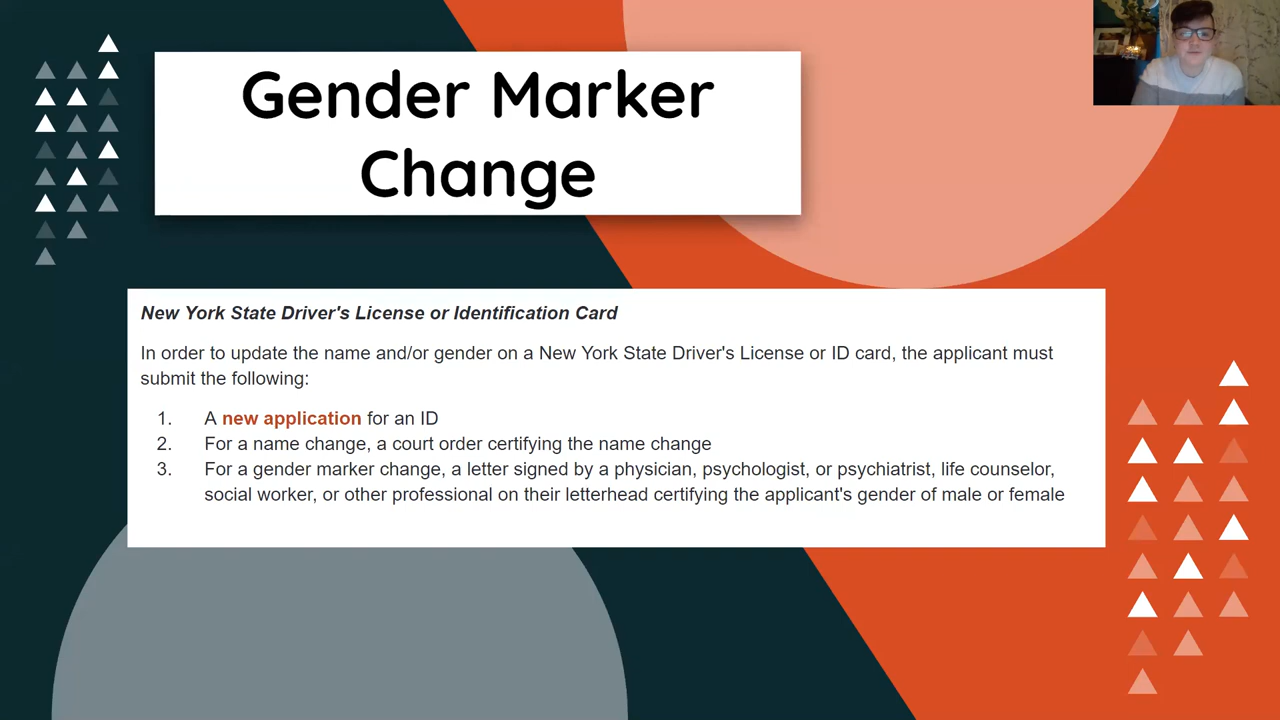 Gender Marker
Change
New York State Driver's License or Identification Card
In order to update the name and/or gender on a New York State Driver's License or ID card, the applicant must
submit the following:
1. A new application for an ID
2. For a name change, a court order certifying the name change
3. For a gender marker change, a letter signed by a physician, psychologist, or psychiatrist, life counselor,
social worker, or other professional on their letterhead certifying the applicant's gender of male or female